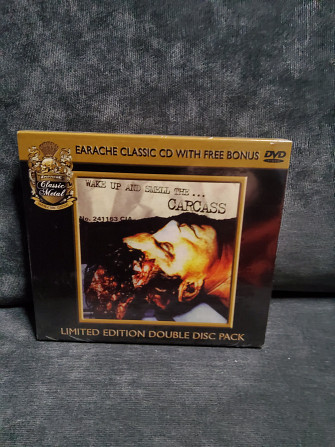 EARACHE CLASSIC CD WITH FREE BONUS DVD
Classic
Metal
WAKE UP AND SMELL THE...
CARCASS
No. 241163 CIA
LIMITED EDITION DOUBLE DISC PACK